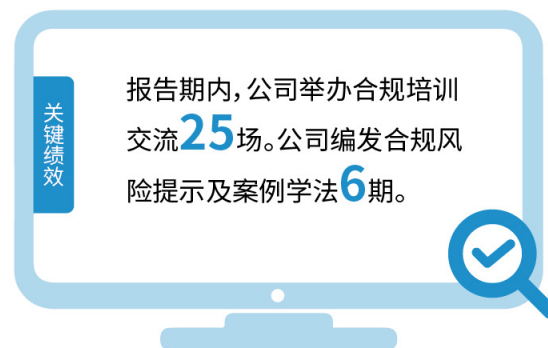 关键绩效
报告期内，公司举办合规培训
交流25场。公司编发合规风
险提示及案例学法6期。